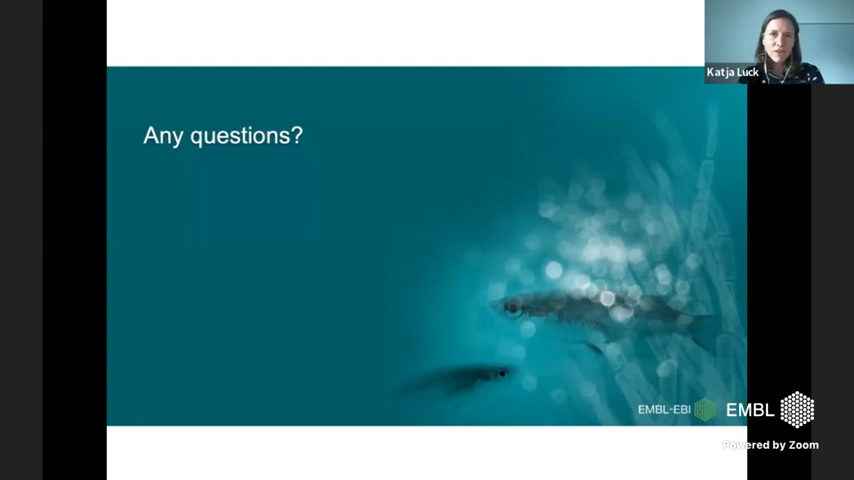 Katja Luck
Any questions?
EMBL-EBI
EMBL
Powered by Zoom